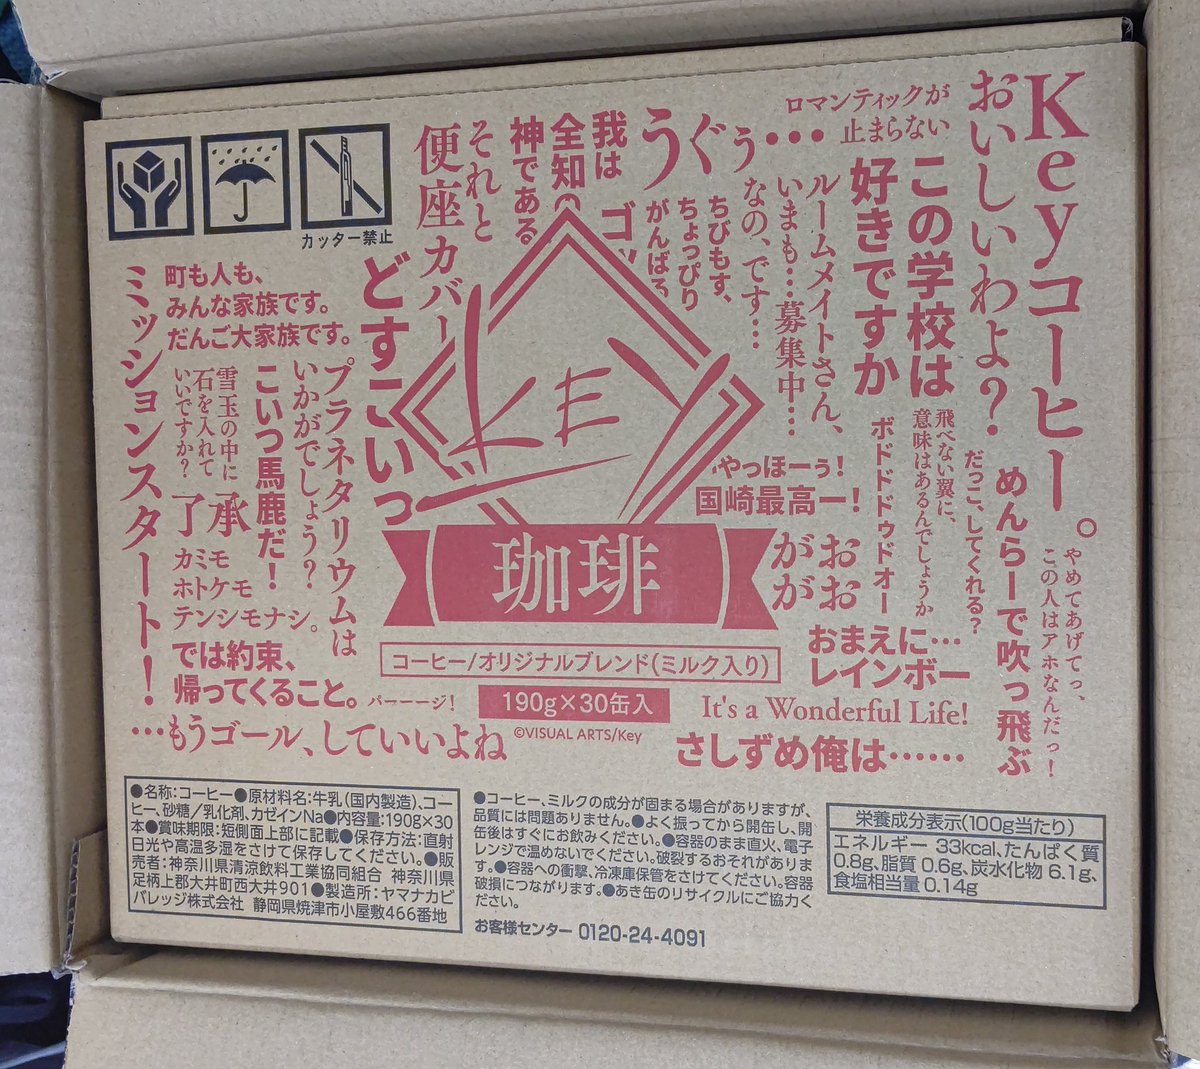 Keyコーヒー。
おいしいわよ？
ロマンティックが
止まらない
この学校は
好きですか
うぐぅ…
ルームメイトさん、
いまも…募集中…
なの、です…
ちびもす、
ちょっぴり
がんばる
我は
全知の
神である
それと
便座カバー
カッター禁止
どすこいっ
町も人も、
みんな家族です。
だんご大家族です。
ミッションスタート！
プラネタリウムは
いかがでしょう？
こいつ馬鹿だ！
雪玉の中に
石を入れて
いいですか？
了承
カミモ
ホトケモ
テンシモナシ。
では約束、
帰ってくること。
パーーージ！
…もうゴール、していいよね
KEY
珈琲
やっほーぅ！
国崎最高ー！
飛べない翼に、
意味はあるんでしょうか
ボドドドゥドオー
だっこ、してくれる？
めんらーで吹っ飛ぶ
やめてあげてっ、
この人はアホなんだっ！
おお
がが
おまえに…
レインボー
コーヒー/オリジナルブレンド(ミルク入り)
190g×30缶入
It's a Wonderful Life!
©VISUAL ARTS/Key
さしずめ俺は……
●名称:コーヒー●原材料名:牛乳(国内製造)、コー
ヒー、砂糖/乳化剤、カゼインNa●内容量:190g×30
本●賞味期限:短側面上部に記載●保存方法:直射
日光や高温多湿をさけて保存してください。●販
売者:神奈川県清涼飲料工業協同組合 神奈川県
足柄上郡大井町西大井901●製造所:ヤマナカビ
バレッジ株式会社 静岡県焼津市小屋敷466番地
●コーヒー、ミルクの成分が固まる場合がありますが、
品質には問題ありません。●よく振ってから開缶し、開
缶後はすぐにお飲みください。●容器のまま直火、電子
レンジで温めないでください。破裂するおそれがありま
す。●容器への衝撃、冷凍庫保管をさけてください。容器
破損につながります。●あき缶のリサイクルにご協力く
ださい。
お客様センター 0120-24-4091
栄養成分表示(100g当たり)
エネルギー 33kcal、たんぱく質
0.8g、脂質 0.6g、炭水化物 6.1g、
食塩相当量 0.14g